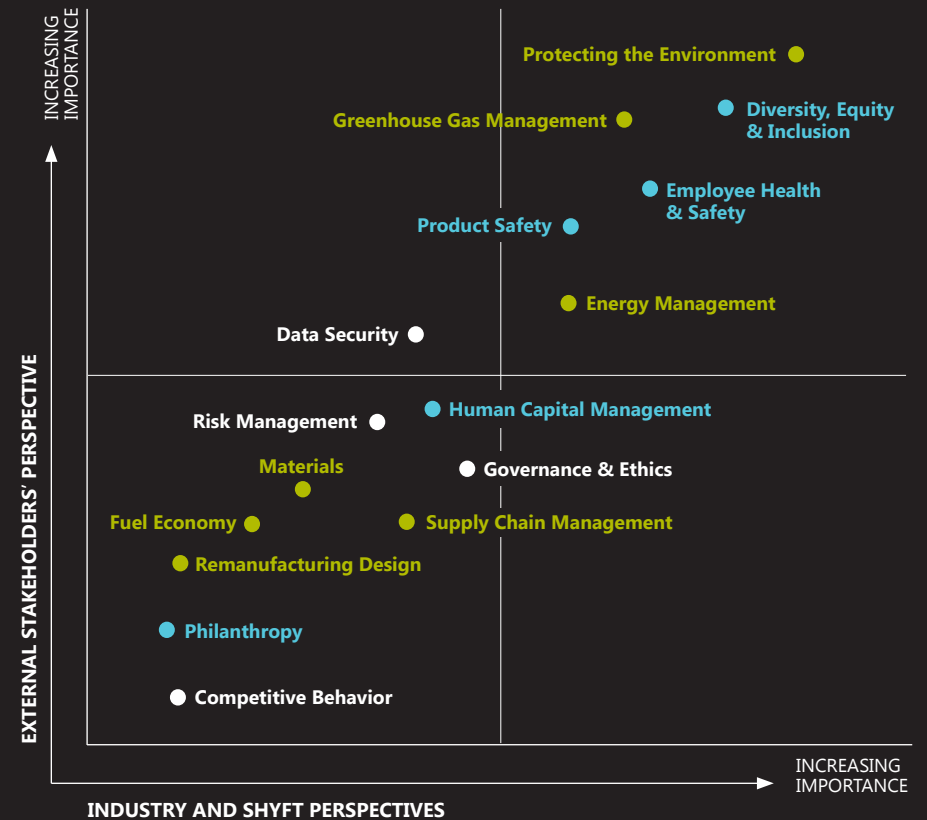 INCREASING
IMPORTANCE
Protecting the Environment
Diversity, Equity
& Inclusion
Greenhouse Gas Management
Employee Health
& Safety
Product Safety
Energy Management
Data Security
EXTERNAL STAKEHOLDERS’ PERSPECTIVE
Human Capital Management
Risk Management
Materials
Governance & Ethics
Fuel Economy
Supply Chain Management
Remanufacturing Design
Philanthropy
Competitive Behavior
INCREASING
IMPORTANCE
INDUSTRY AND SHYFT PERSPECTIVES